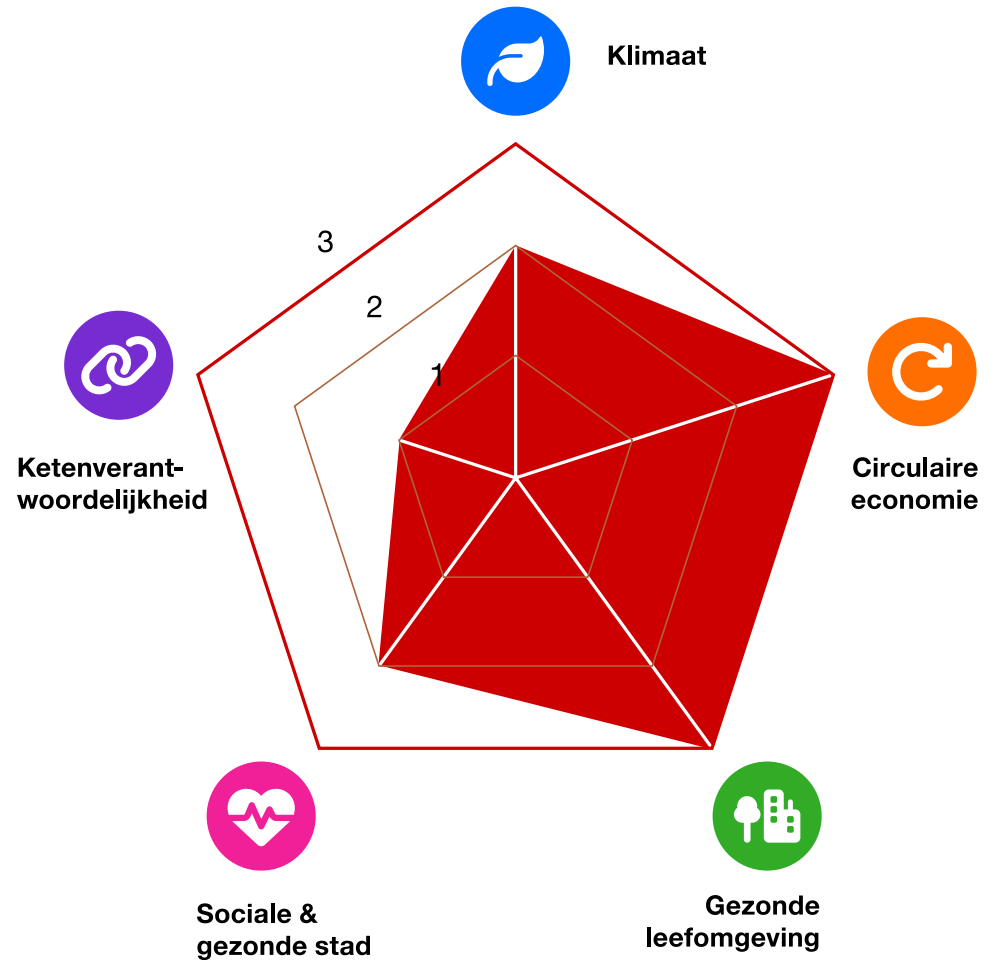 Klimaat
3
2
1
Ketenverant-
woordelijkheid
Circulaire
economie
Sociale &
gezonde stad
Gezonde
leefomgeving